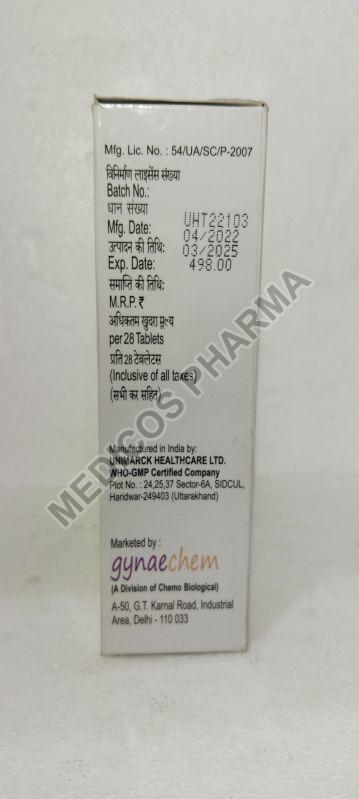 Mfg. Lic. No. : 54/UA/SC/P-2007
विनिर्माण लाइसेंस संख्या
Batch No.:
धान संख्या
UHT22103
Mfg. Date:
04/2022
उत्पादन की तिथि:
03/2025
Exp. Date:
498.00
समाप्ति की तिथि:
M.R.P. ₹
अधिकतम खुदरा मूल्य
per 28 Tablets
प्रति 28 टेवलेटस
(Inclusive of all taxes)
(सभी कर सहित)
Manufactured in India by:
UNIMARCK HEALTHCARE LTD.
WHO-GMP Certified Company
Plot No. : 24,25,37 Sector-6A, SIDCUL,
Haridwar-249403 (Uttarakhand)
Marketed by :
gynaechem
(A Division of Chemo Biological)
A-50, G.T. Karnal Road, Industrial
Area, Delhi - 110 033
MEDICOS PHARMA